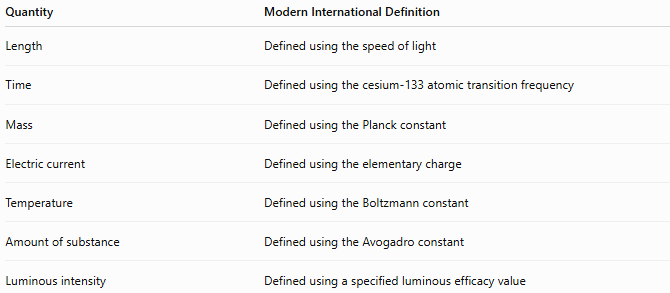 Quantity Modern International Definition
Length Defined using the speed of light
Time Defined using the cesium-133 atomic transition frequency
Mass Defined using the Planck constant
Electric current Defined using the elementary charge
Temperature Defined using the Boltzmann constant
Amount of substance Defined using the Avogadro constant
Luminous intensity Defined using a specified luminous efficacy value